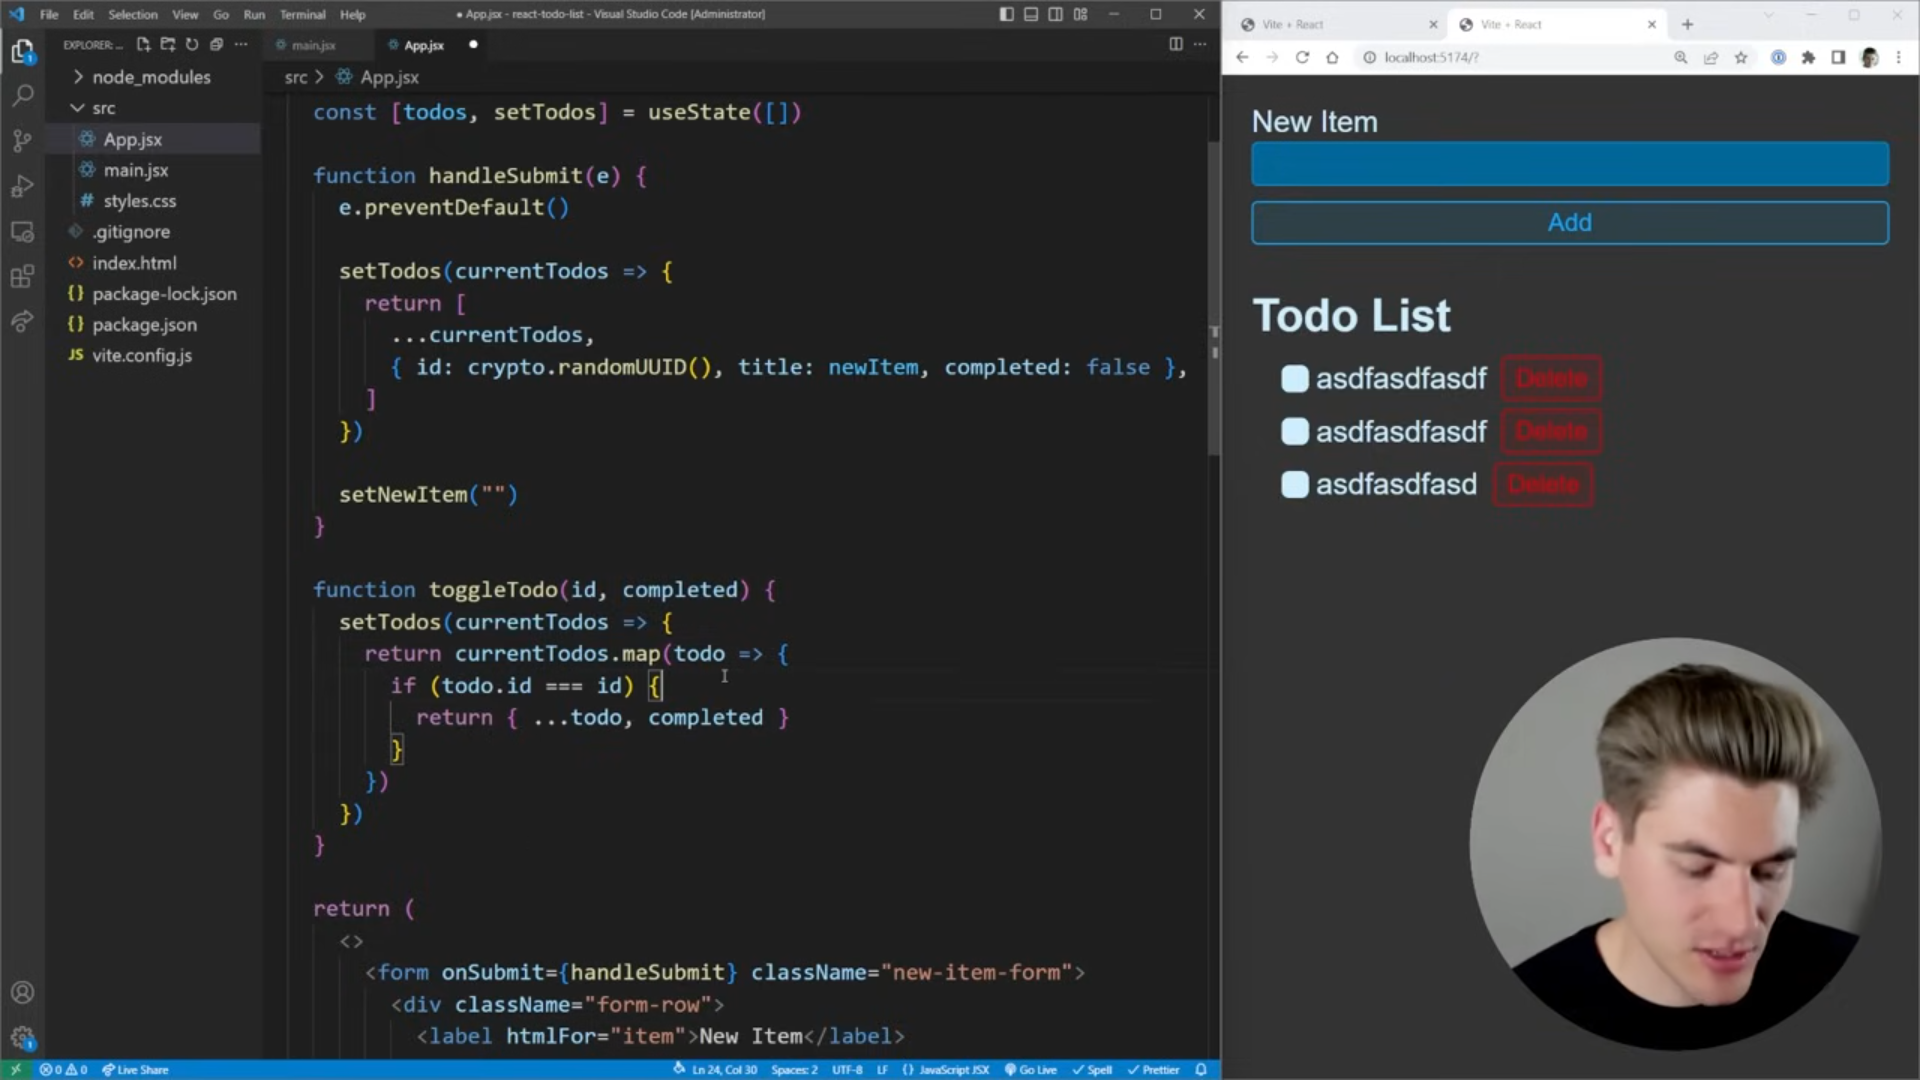 File Edit Selection View Go Run Terminal Help
● App.jsx - react-todo-list - Visual Studio Code [Administrator]
EXPLORER: ...
main.jsx
App.jsx
src > App.jsx
node_modules
src
App.jsx
main.jsx
styles.css
.gitignore
index.html
package-lock.json
package.json
JS vite.config.js
const [todos, setTodos] = useState([])
function handleSubmit(e) {
e.preventDefault()
setTodos(currentTodos => {
return [
...currentTodos,
{ id: crypto.randomUUID(), title: newItem, completed: false },
]
})
setNewItem("")
}
function toggleTodo(id, completed) {
setTodos(currentTodos => {
return currentTodos.map(todo => {
if (todo.id === id) {
return { ...todo, completed }
}
})
})
}
return (
<>
<form onSubmit={handleSubmit} className="new-item-form">
<div className="form-row">
<label htmlFor="item">New Item</label>
0 0 Live Share
Ln 24, Col 30 Spaces: 2 UTF-8 LF {} JavaScript JSX Go Live Spell Prettier
Vite + React
Vite + React
localhost:5174/?
New Item
Add
Todo List
asdfasdfasdf Delete
asdfasdfasdf Delete
asdfasdfasd Delete